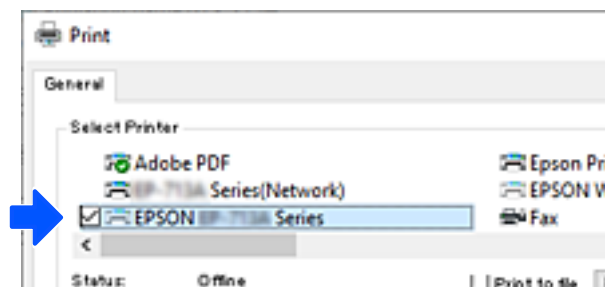 Print
General
Select Printer
Adobe PDF
Epson Pri
Series(Network)
EPSON W
EPSON Series
Fax
Status: Offline
Print to file